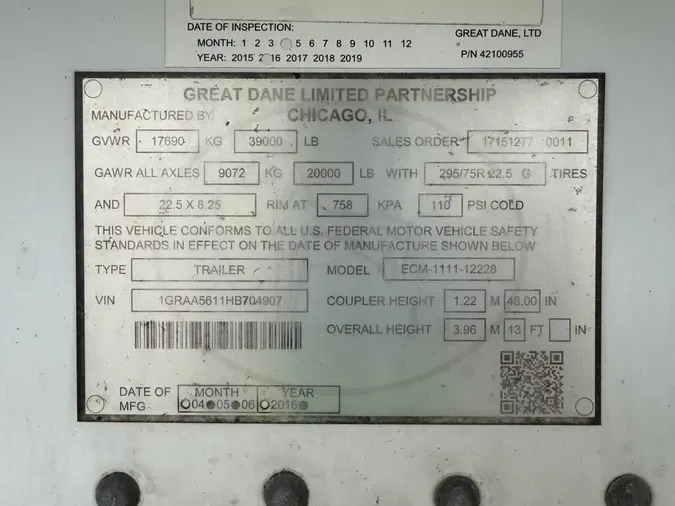 DATE OF INSPECTION:
MONTH: 1 2 3 5 6 7 8 9 10 11 12
YEAR: 2015 2016 2017 2018 2019
GREAT DANE, LTD
P/N 42100955
GREAT DANE LIMITED PARTNERSHIP
MANUFACTURED BY CHICAGO, IL
GVWR 17690 KG 39000 LB SALES ORDER 17151277 0011
GAWR ALL AXLES 9072 KG 20000 LB WITH 295/75R 22.5 G TIRES
AND 22.5 X 8.25 RIM AT 758 KPA 110 PSI COLD
THIS VEHICLE CONFORMS TO ALL U.S. FEDERAL MOTOR VEHICLE SAFETY
STANDARDS IN EFFECT ON THE DATE OF MANUFACTURE SHOWN BELOW
TYPE TRAILER MODEL ECM-1111-12228
VIN 1GRAA5611HB704907 COUPLER HEIGHT 1.22 M 48.00 IN
OVERALL HEIGHT 3.96 M 13 FT IN
DATE OF MFG MONTH YEAR
04 05 06 2016